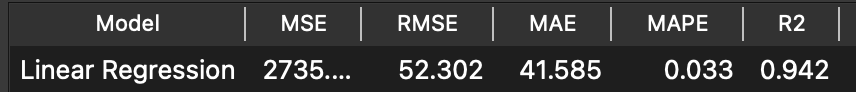 Model MSE RMSE MAE MAPE R2
Linear Regression 2735.... 52.302 41.585 0.033 0.942